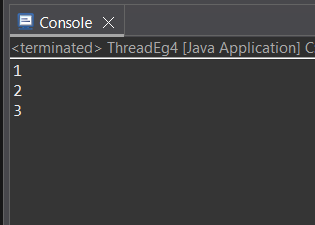 Console
<terminated> ThreadEg4 [Java Application] C
1
2
3